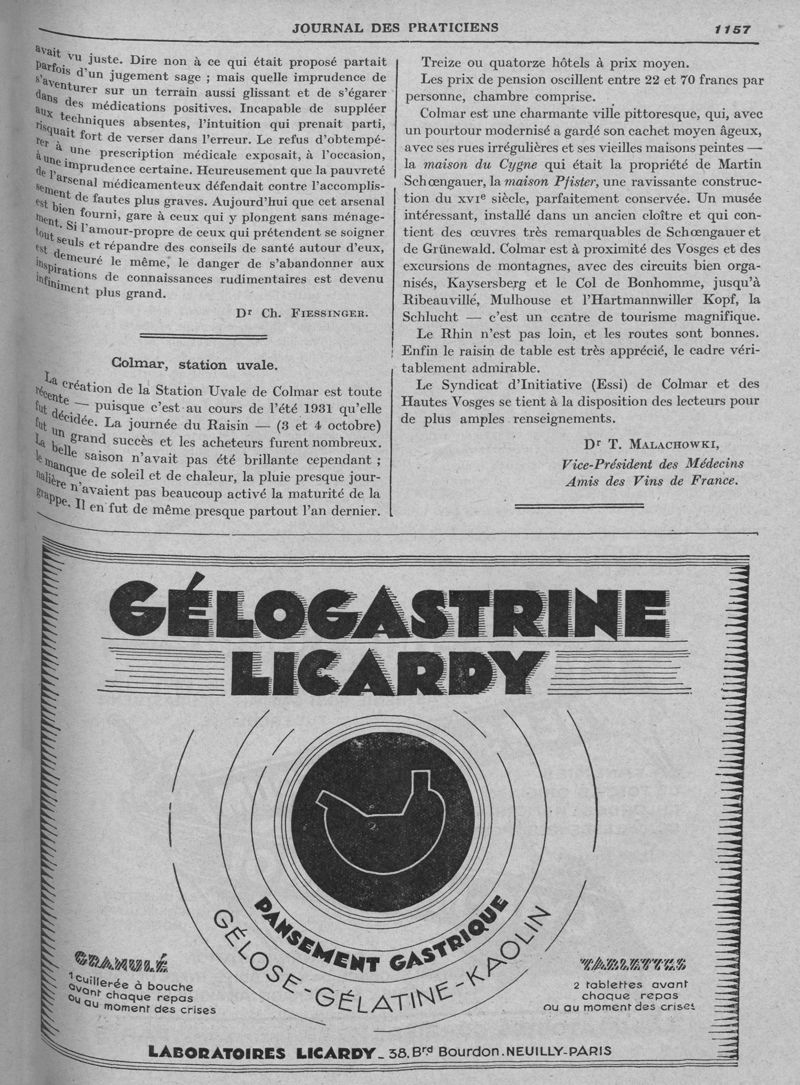 JOURNAL DES PRATICIENS
1157
avait vu juste. Dire non à ce qui était proposé partait
parfois d'un jugement sage ; mais quelle imprudence de
s'aventurer sur un terrain aussi glissant et de s'égarer
dans des médications positives. Incapable de suppléer
aux techniques absentes, l'intuition qui prenait parti,
risquait fort de verser dans l'erreur. Le refus d'obtempé-
rer à une prescription médicale exposait, à l'occasion,
à une imprudence certaine. Heureusement que la pauvreté
de l'arsenal médicamenteux défendait contre l'accomplis-
sement de fautes plus graves. Aujourd'hui que cet arsenal
est bien fourni, gare à ceux qui y plongent sans ménage-
ment. Si l'amour-propre de ceux qui prétendent se soigner
tout seuls et répandre des conseils de santé autour d'eux,
est demeuré le même, le danger de s'abandonner aux
inspirations de connaissances rudimentaires est devenu
infiniment plus grand.
Dr Ch. Fiessinger.
Colmar, station uvale.
La création de la Station Uvale de Colmar est toute
récente — puisque c'est au cours de l'été 1931 qu'elle
fut décidée. La journée du Raisin — (3 et 4 octobre)
fut un grand succès et les acheteurs furent nombreux.
La belle saison n'avait pas été brillante cependant ;
le manque de soleil et de chaleur, la pluie presque jour-
nalière n'avaient pas beaucoup activé la maturité de la
grappe. Il en fut de même presque partout l'an dernier.
Treize ou quatorze hôtels à prix moyen.
Les prix de pension oscillent entre 22 et 70 francs par
personne, chambre comprise.
Colmar est une charmante ville pittoresque, qui, avec
un pourtour modernisé a gardé son cachet moyen âgeux,
avec ses rues irrégulières et ses vieilles maisons peintes —
la maison du Cygne qui était la propriété de Martin
Schœngauer, la maison Pfister, une ravissante construc-
tion du XVIe siècle, parfaitement conservée. Un musée
intéressant, installé dans un ancien cloître et qui con-
tient des œuvres très remarquables de Schœngauer et
de Grünewald. Colmar est à proximité des Vosges et des
excursions de montagnes, avec des circuits bien orga-
nisés, Kaysersberg et le Col de Bonhomme, jusqu'à
Ribeauvillé, Mulhouse et l'Hartmannwiller Kopf, la
Schlucht — c'est un centre de tourisme magnifique.
Le Rhin n'est pas loin, et les routes sont bonnes.
Enfin le raisin de table est très apprécié, le cadre véri-
tablement admirable.
Le Syndicat d'Initiative (Essi) de Colmar et des
Hautes Vosges se tient à la disposition des lecteurs pour
de plus amples renseignements.
Dr T. Malachowki,
Vice-Président des Médecins
Amis des Vins de France.
GÉLOGASTRINE
LICARDY
PANSEMENT GASTRIQUE
GÉLOSE-GÉLATINE-KAOLIN
GRANULÉ
1 cuillerée à bouche
avant chaque repas
ou au moment des crises
TABLETTES
2 tablettes avant
chaque repas
ou au moment des crises
LABORATOIRES LICARDY_38, Brd Bourdon. NEUILLY-PARIS